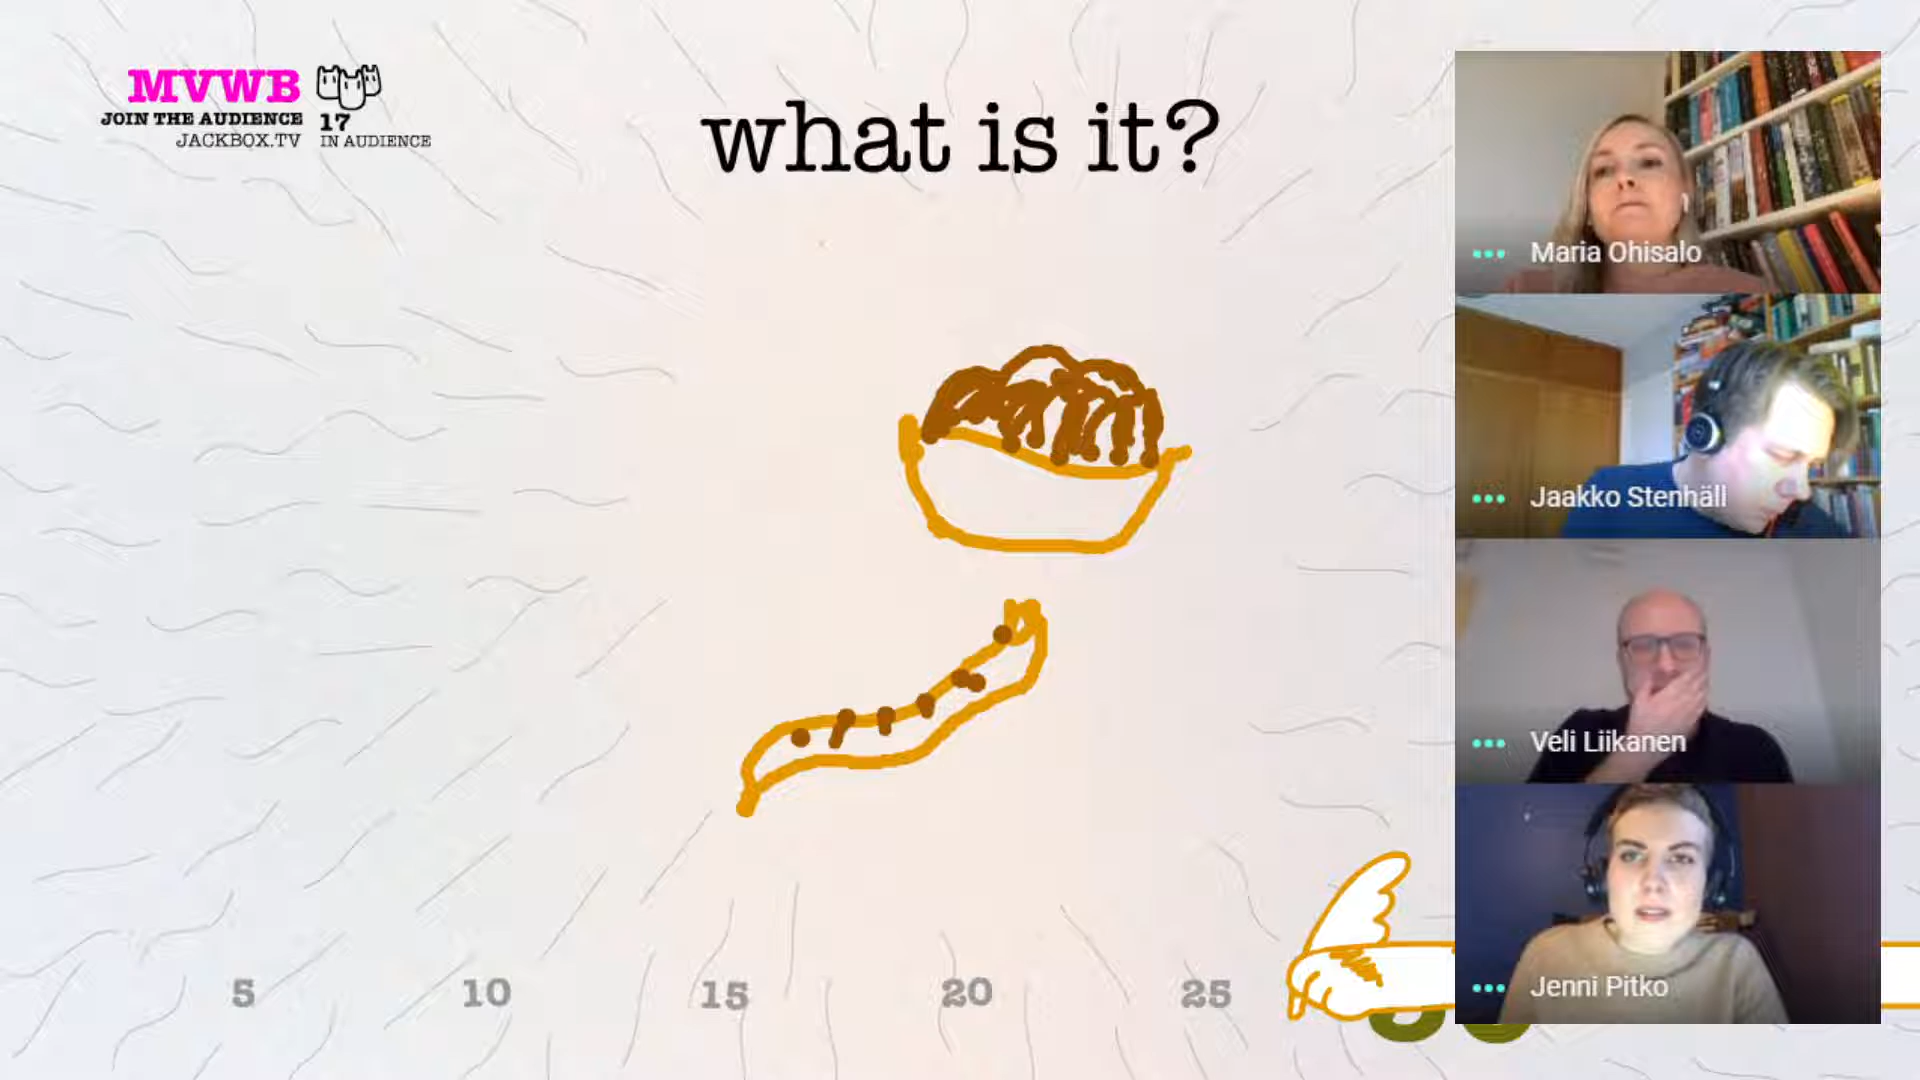 MVWB
JOIN THE AUDIENCE
JACKBOX.TV
17
IN AUDIENCE
what is it?
Maria Ohisalo
Jaakko Stenhäll
Veli Liikanen
Jenni Pitko
5
10
15
20
25